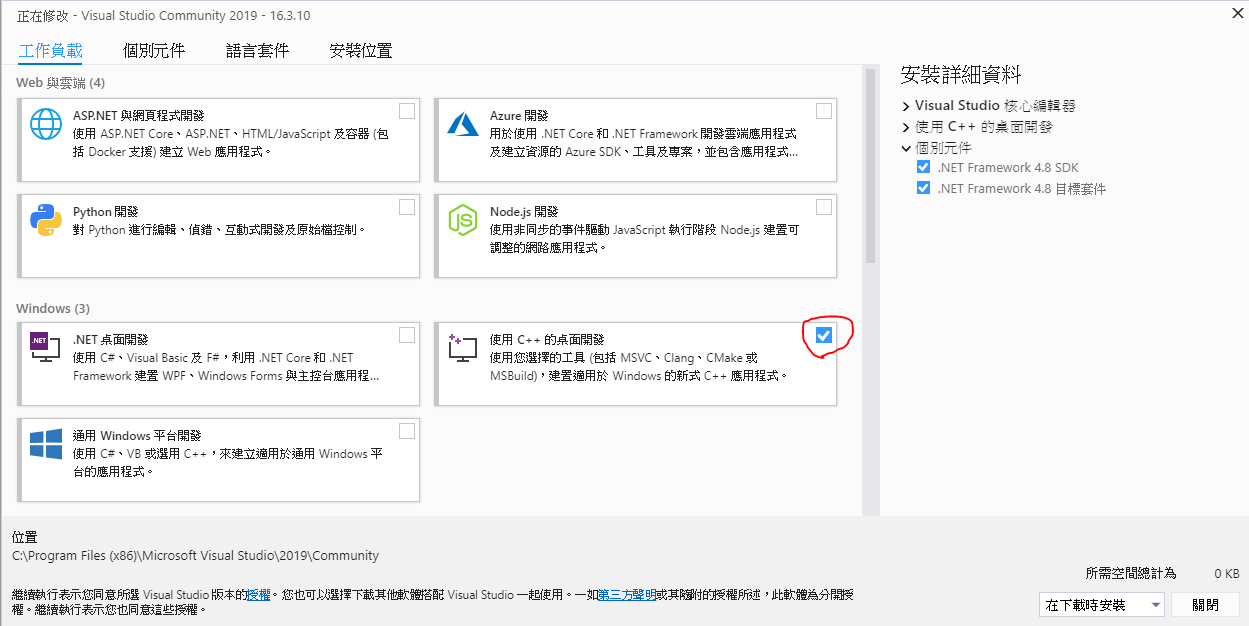 正在修改 - Visual Studio Community 2019 - 16.3.10
工作負載 個別元件 語言套件 安裝位置
Web 與雲端 (4)
ASP.NET 與網頁程式開發
使用 ASP.NET Core、ASP.NET、HTML/JavaScript 及容器 (包
括 Docker 支援) 建立 Web 應用程式。
Azure 開發
用於使用 .NET Core 和 .NET Framework 開發雲端應用程式
及建立資源的 Azure SDK、工具及專案，並包含應用程式...
Python 開發
對 Python 進行編輯、偵錯、互動式開發及原始檔控制。
Node.js 開發
使用非同步的事件驅動 JavaScript 執行階段 Node.js 建置可
調整的網路應用程式。
Windows (3)
.NET
.NET 桌面開發
使用 C#、Visual Basic 及 F#，利用 .NET Core 和 .NET
Framework 建置 WPF、Windows Forms 與主控台應用程...
使用 C++ 的桌面開發
使用您選擇的工具 (包括 MSVC、Clang、CMake 或
MSBuild)，建置適用於 Windows 的新式 C++ 應用程式。
通用 Windows 平台開發
使用 C#、VB 或選用 C++，來建立適用於通用 Windows 平
台的應用程式。
安裝詳細資料
Visual Studio 核心編輯器
使用 C++ 的桌面開發
個別元件
.NET Framework 4.8 SDK
.NET Framework 4.8 目標套件
位置
C:\Program Files (x86)\Microsoft Visual Studio\2019\Community
繼續執行表示您同意所選 Visual Studio 版本的授權。您也可以選擇下載其他軟體搭配 Visual Studio 一起使用。一如第三方聲明或其隨附的授權所述，此軟體為分開授
權。繼續執行表示您也同意這些授權。
所需空間總計為 0 KB
在下載時安裝 關閉